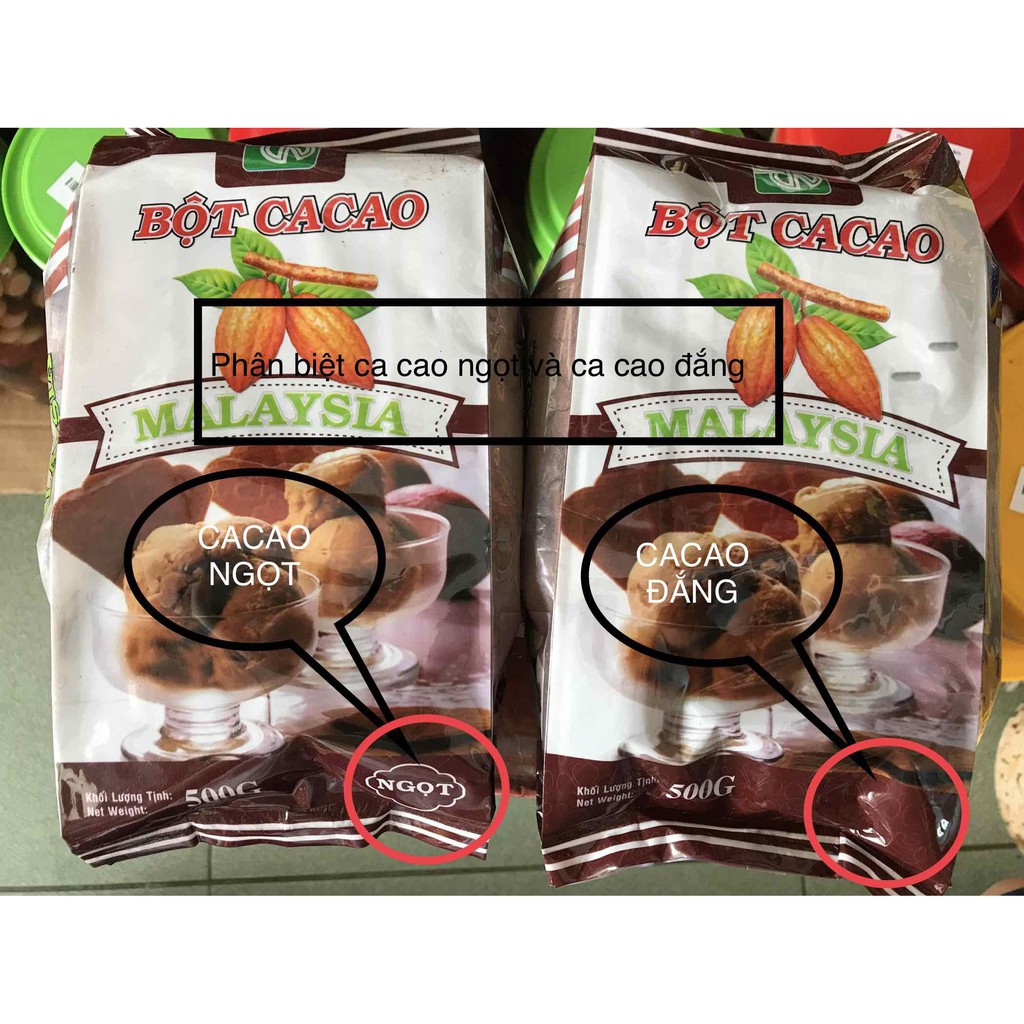 BỘT CACAO
BỘT CACAO
Phân biệt ca cao ngọt và ca cao đắng
MALAYSIA
MALAYSIA
CACAO
NGỌT
CACAO
ĐẮNG
Khối Lượng Tịnh: 500G
Net Weight:
NGỌT
Khối Lượng Tịnh: 500G
Net Weight: